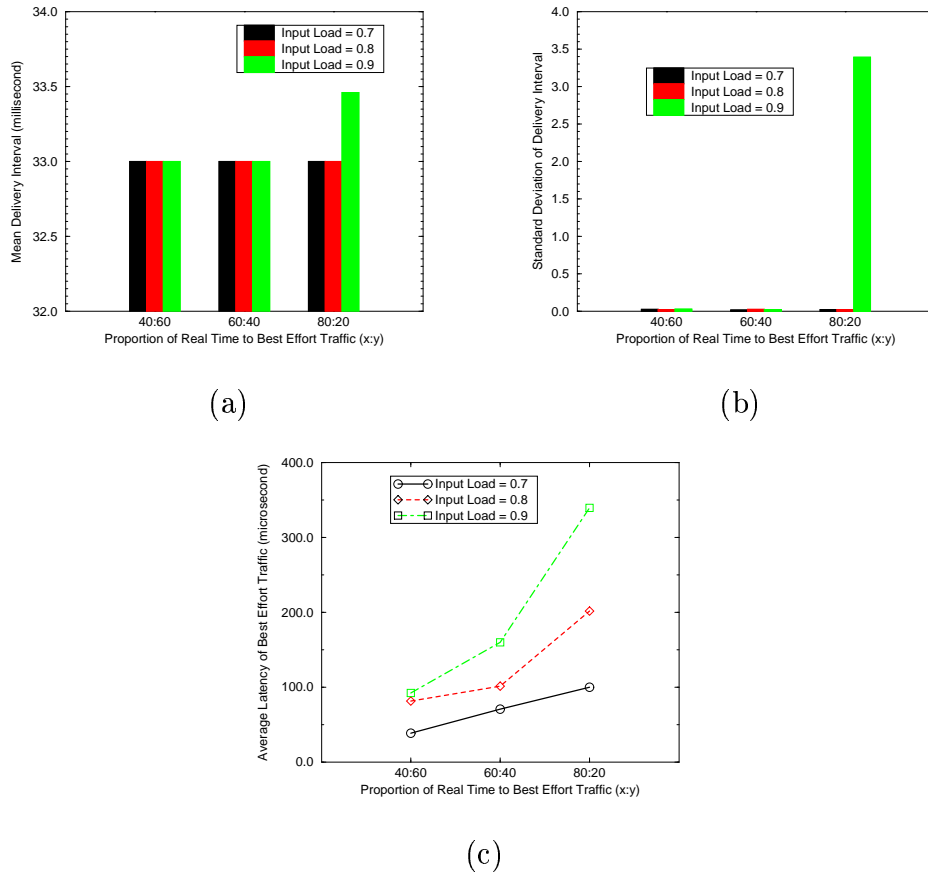 34.0
33.5
33.0
32.5
32.0
Mean Delivery Interval (millisecond)
Input Load = 0.7
Input Load = 0.8
Input Load = 0.9
40:60 60:40 80:20
Proportion of Real Time to Best Effort Traffic (x:y)
(a)
4.0
3.5
3.0
2.5
2.0
1.5
1.0
0.5
0.0
Standard Deviation of Delivery Interval
Input Load = 0.7
Input Load = 0.8
Input Load = 0.9
40:60 60:40 80:20
Proportion of Real Time to Best Effort Traffic (x:y)
(b)
400.0
300.0
200.0
100.0
0.0
Average Latency of Best Effort Traffic (microsecond)
Input Load = 0.7
Input Load = 0.8
Input Load = 0.9
40:60 60:40 80:20
Proportion of Real Time to Best Effort Traffic (x:y)
(c)